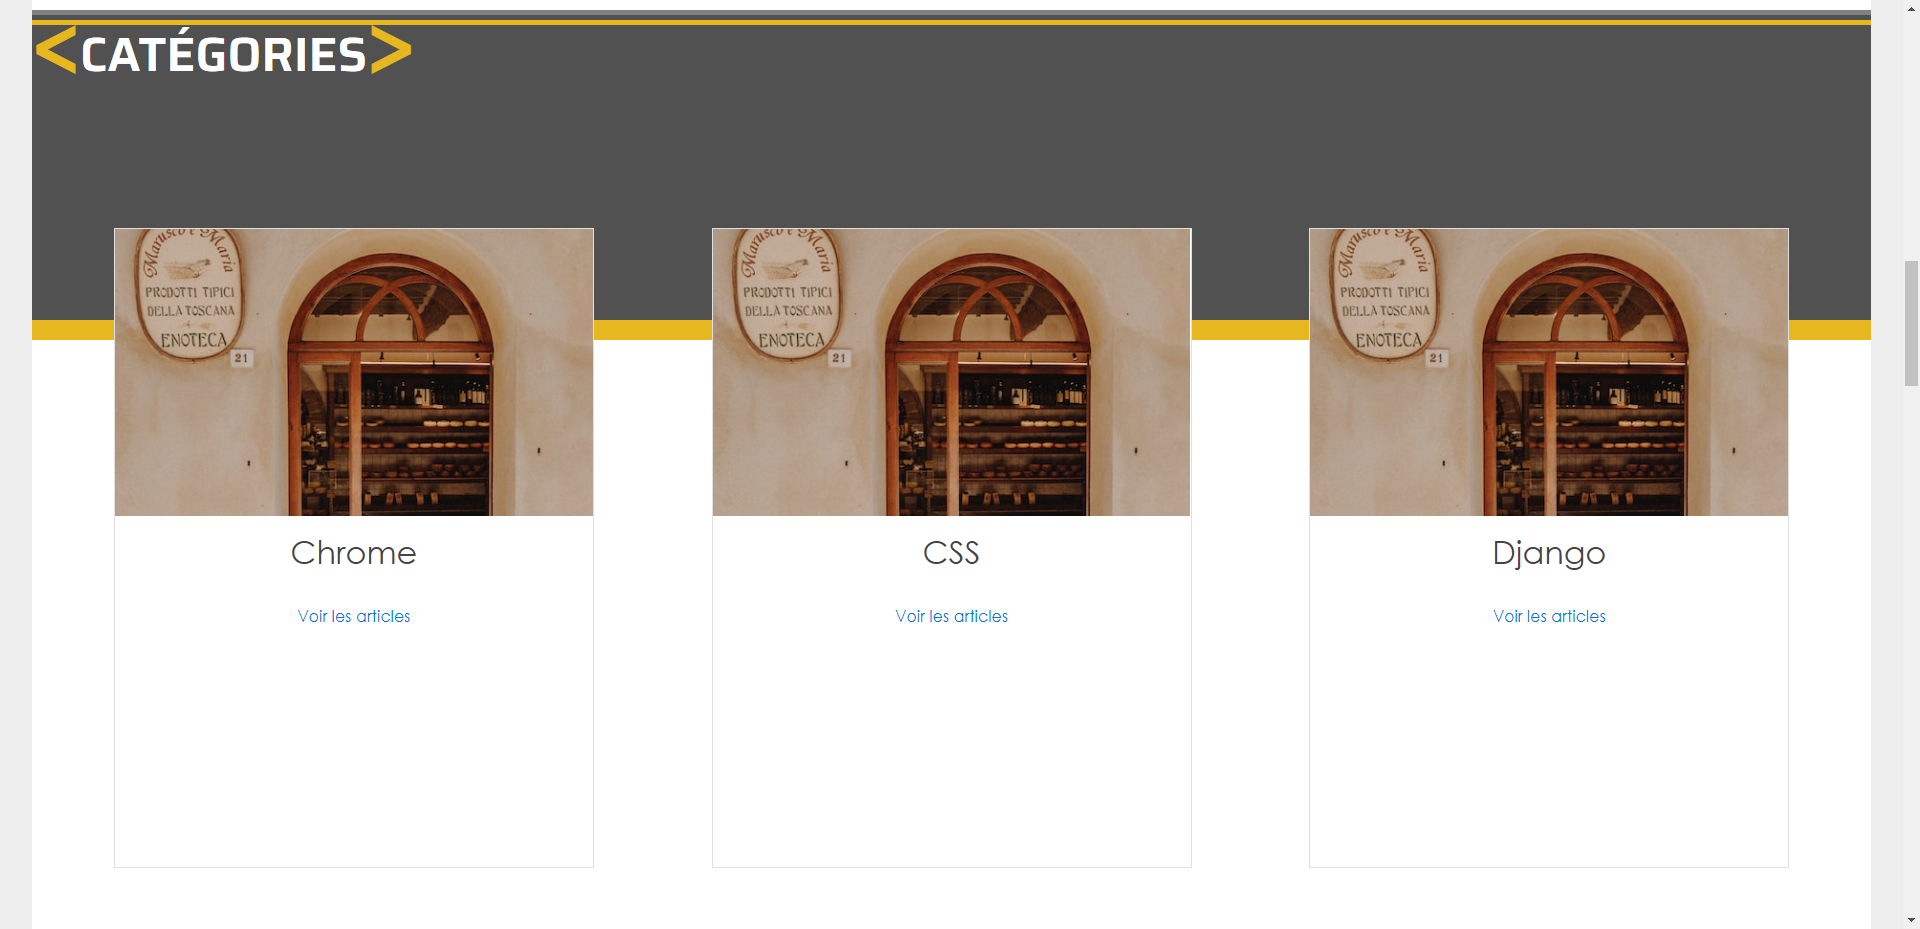 <CATÉGORIES>
Marusco e Maria
PRODOTTI TIPICI
DELLA TOSCANA
ENOTECA
21
Chrome
Voir les articles
Marusco e Maria
PRODOTTI TIPICI
DELLA TOSCANA
ENOTECA
21
CSS
Voir les articles
Marusco e Maria
PRODOTTI TIPICI
DELLA TOSCANA
ENOTECA
21
Django
Voir les articles